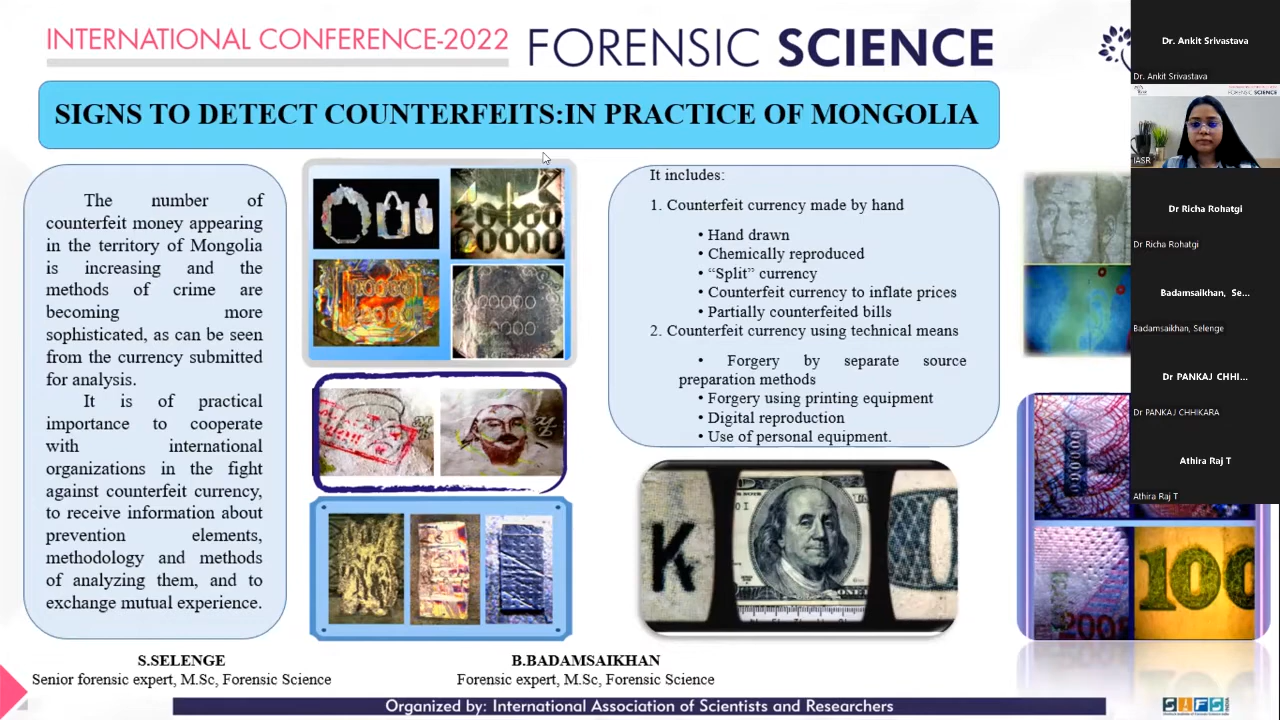 INTERNATIONAL CONFERENCE-2022
FORENSIC SCIENCE
SIGNS TO DETECT COUNTERFEITS:IN PRACTICE OF MONGOLIA
The number of
counterfeit money appearing
in the territory of Mongolia
is increasing and the
methods of crime are
becoming more
sophisticated, as can be seen
from the currency submitted
for analysis.
It is of practical
importance to cooperate
with international
organizations in the fight
against counterfeit currency,
to receive information about
prevention elements,
methodology and methods
of analyzing them, and to
exchange mutual experience.
20000
20000
It includes:
1. Counterfeit currency made by hand
• Hand drawn
• Chemically reproduced
• “Split” currency
• Counterfeit currency to inflate prices
• Partially counterfeited bills
2. Counterfeit currency using technical means
• Forgery by separate source
preparation methods
• Forgery using printing equipment
• Digital reproduction
• Use of personal equipment.
K
100
S.SELENGE
Senior forensic expert, M.Sc, Forensic Science
B.BADAMSAIKHAN
Forensic expert, M.Sc, Forensic Science
Organized by: International Association of Scientists and Researchers
SIFS
Dr. Ankit Srivastava
Dr. Ankit Srivastava
FORENSIC SCIENCE
IASR
Dr Richa Rohatgi
Dr Richa Rohatgi
Badamsaikhan, Se...
Badamsaikhan, Selenge
Dr PANKAJ CHHI...
Dr PANKAJ CHHIKARA
Athira Raj T
Athira Raj T